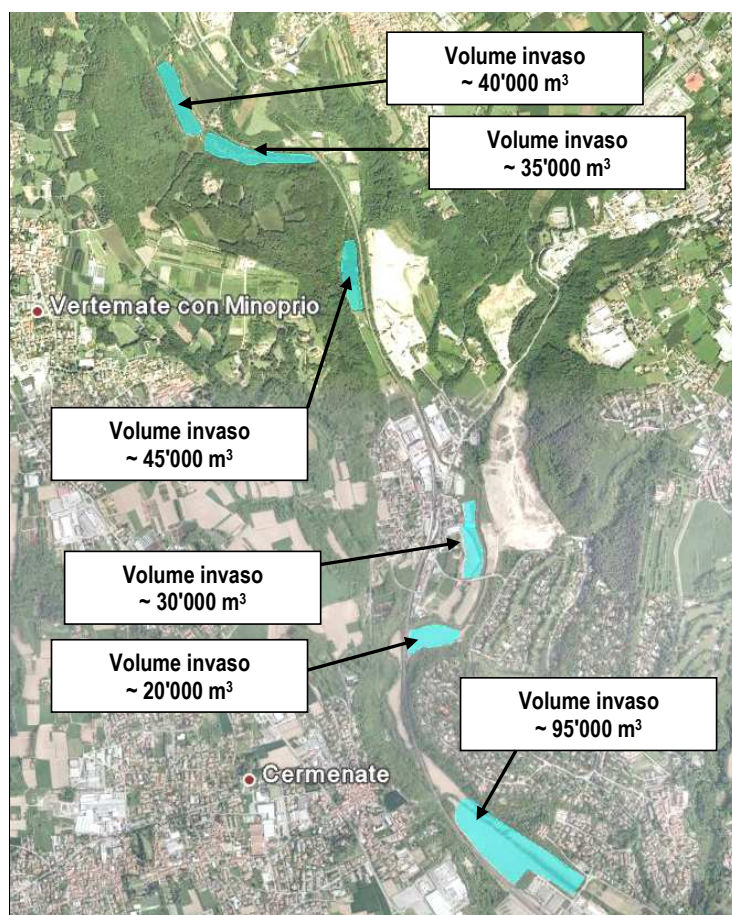 Volume invaso
~ 40'000 m³
Volume invaso
~ 35'000 m³
Vertemate con Minoprio
Volume invaso
~ 45'000 m³
Volume invaso
~ 30'000 m³
Volume invaso
~ 20'000 m³
Volume invaso
~ 95'000 m³
Cermenate